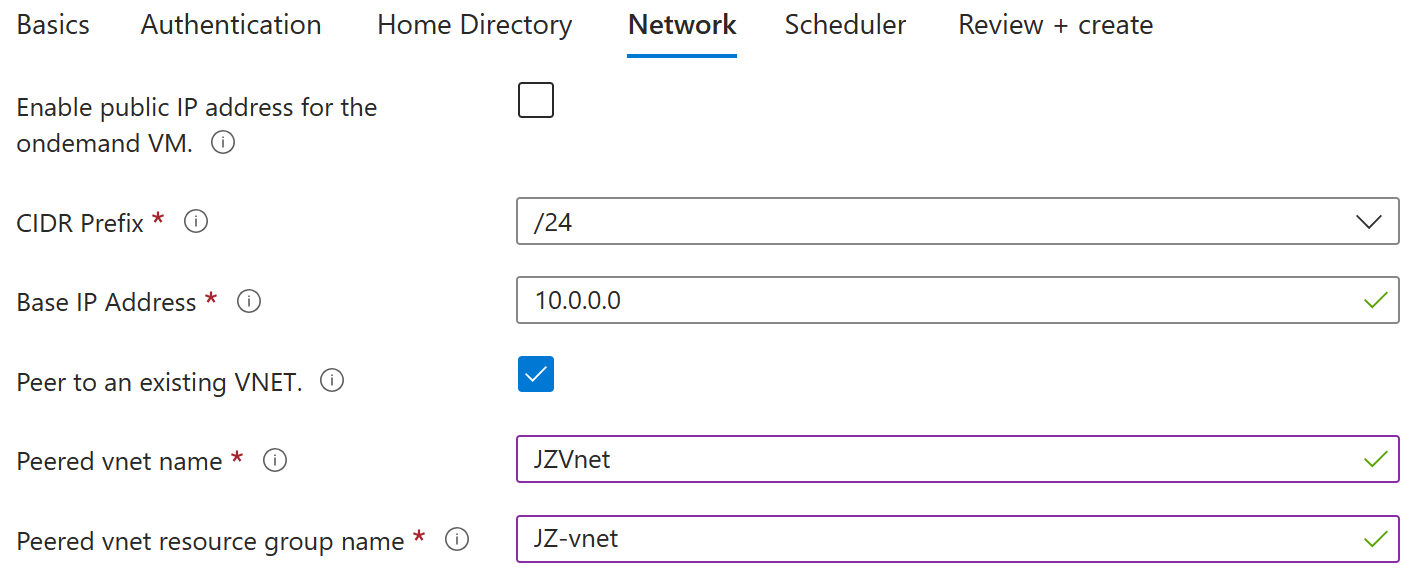 Basics Authentication Home Directory Network Scheduler Review + create
Enable public IP address for the
ondemand VM.
CIDR Prefix * /24
Base IP Address * 10.0.0.0
Peer to an existing VNET.
Peered vnet name * JZVnet
Peered vnet resource group name * JZ-vnet